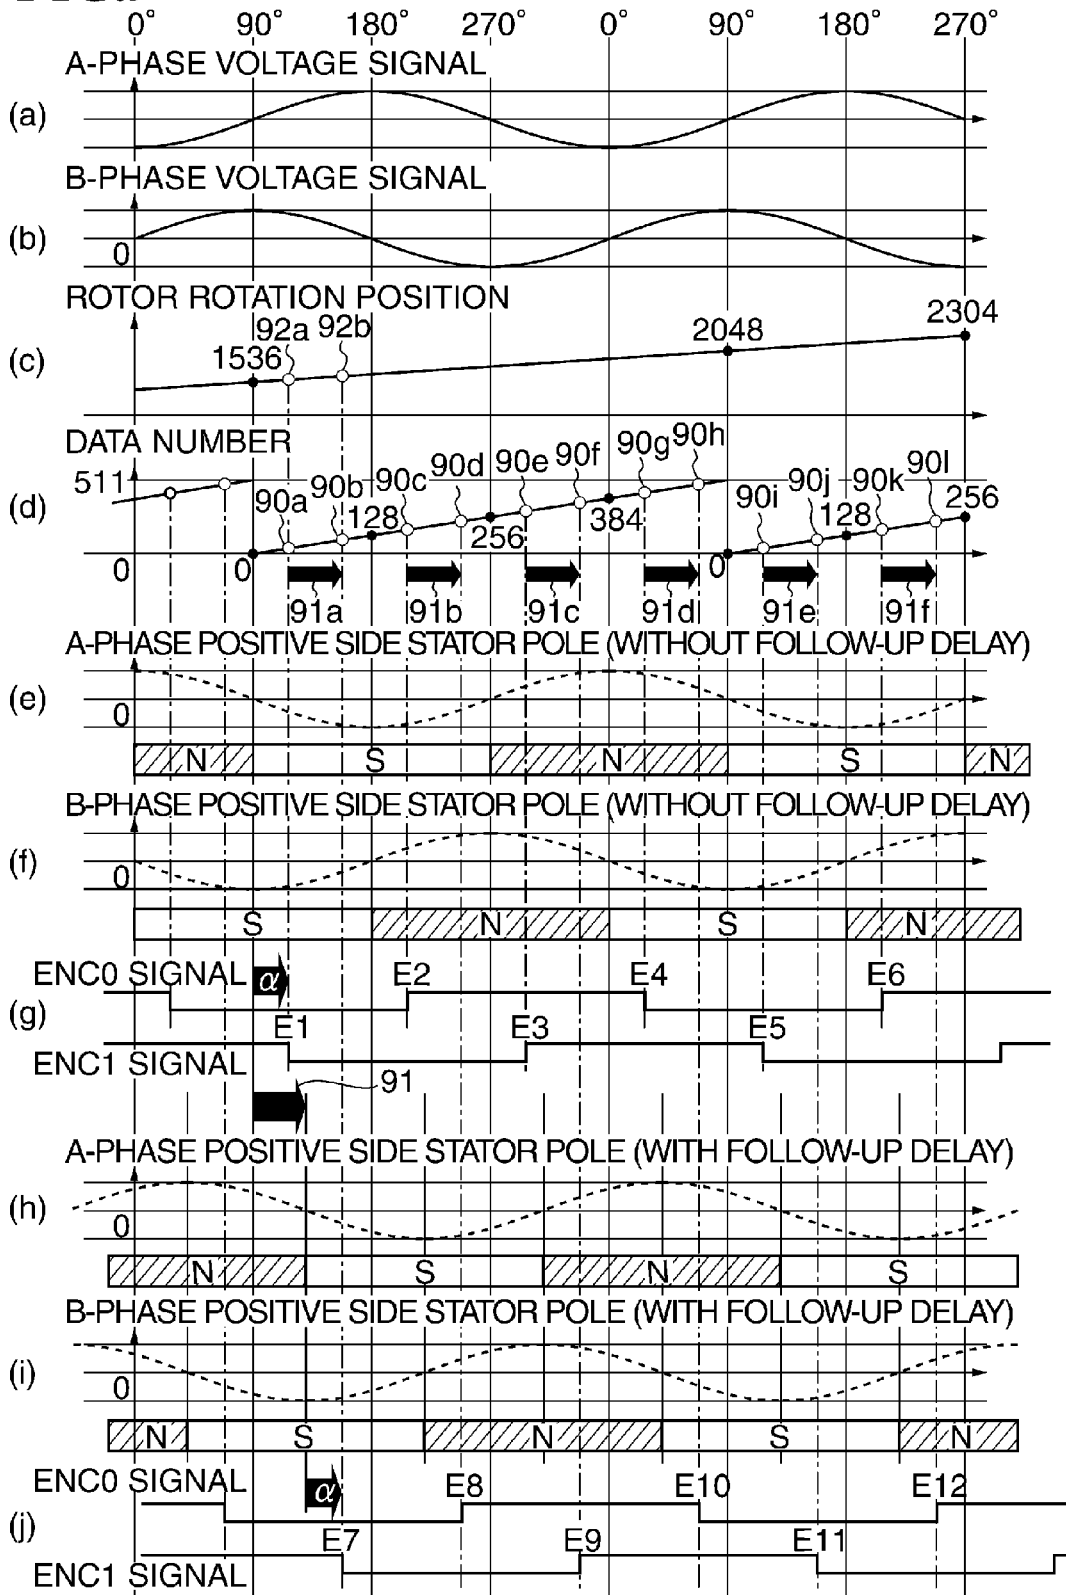 0° 90° 180° 270° 0° 90° 180° 270°
A-PHASE VOLTAGE SIGNAL
(a)
B-PHASE VOLTAGE SIGNAL
(b)
0
ROTOR ROTATION POSITION
92a 92b
1536 2048 2304
(c)
DATA NUMBER
511
90a 90b 128 90c 90d 90e 90f 90g 90h 90i 90j 128 90k 90l 256
(d)
256 384
0 0 0
91a 91b 91c 91d 91e 91f
A-PHASE POSITIVE SIDE STATOR POLE (WITHOUT FOLLOW-UP DELAY)
(e)
0
N S N S N
B-PHASE POSITIVE SIDE STATOR POLE (WITHOUT FOLLOW-UP DELAY)
(f)
0
S N S N
ENC0 SIGNAL α E2 E4 E6
(g)
E1 E3 E5
ENC1 SIGNAL
91
A-PHASE POSITIVE SIDE STATOR POLE (WITH FOLLOW-UP DELAY)
(h)
0
N S N S
B-PHASE POSITIVE SIDE STATOR POLE (WITH FOLLOW-UP DELAY)
(i)
0
N S N S N
ENC0 SIGNAL α E8 E10 E12
(j)
E7 E9 E11
ENC1 SIGNAL